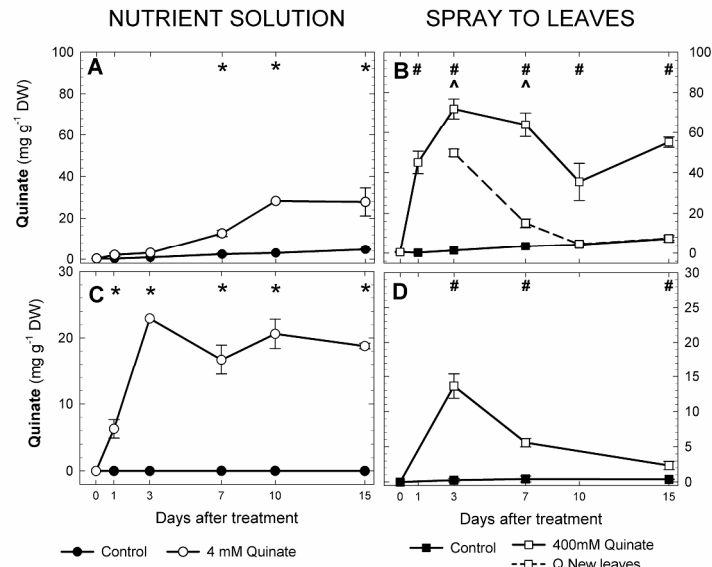 NUTRIENT SOLUTION SPRAY TO LEAVES
100 100
A * * * B # # # # #
^ ^
80 80
60 60
40 40
20 20
0 0
Quinate (mg g-1 DW)
30 30
C * * * * * D # # #
25
20 20
15
10 10
5
0 0
Quinate (mg g-1 DW)
0 1 3 7 10 15 0 1 3 7 10 15
Days after treatment Days after treatment
Control 4 mM Quinate Control 400mM Quinate
Q New leaves